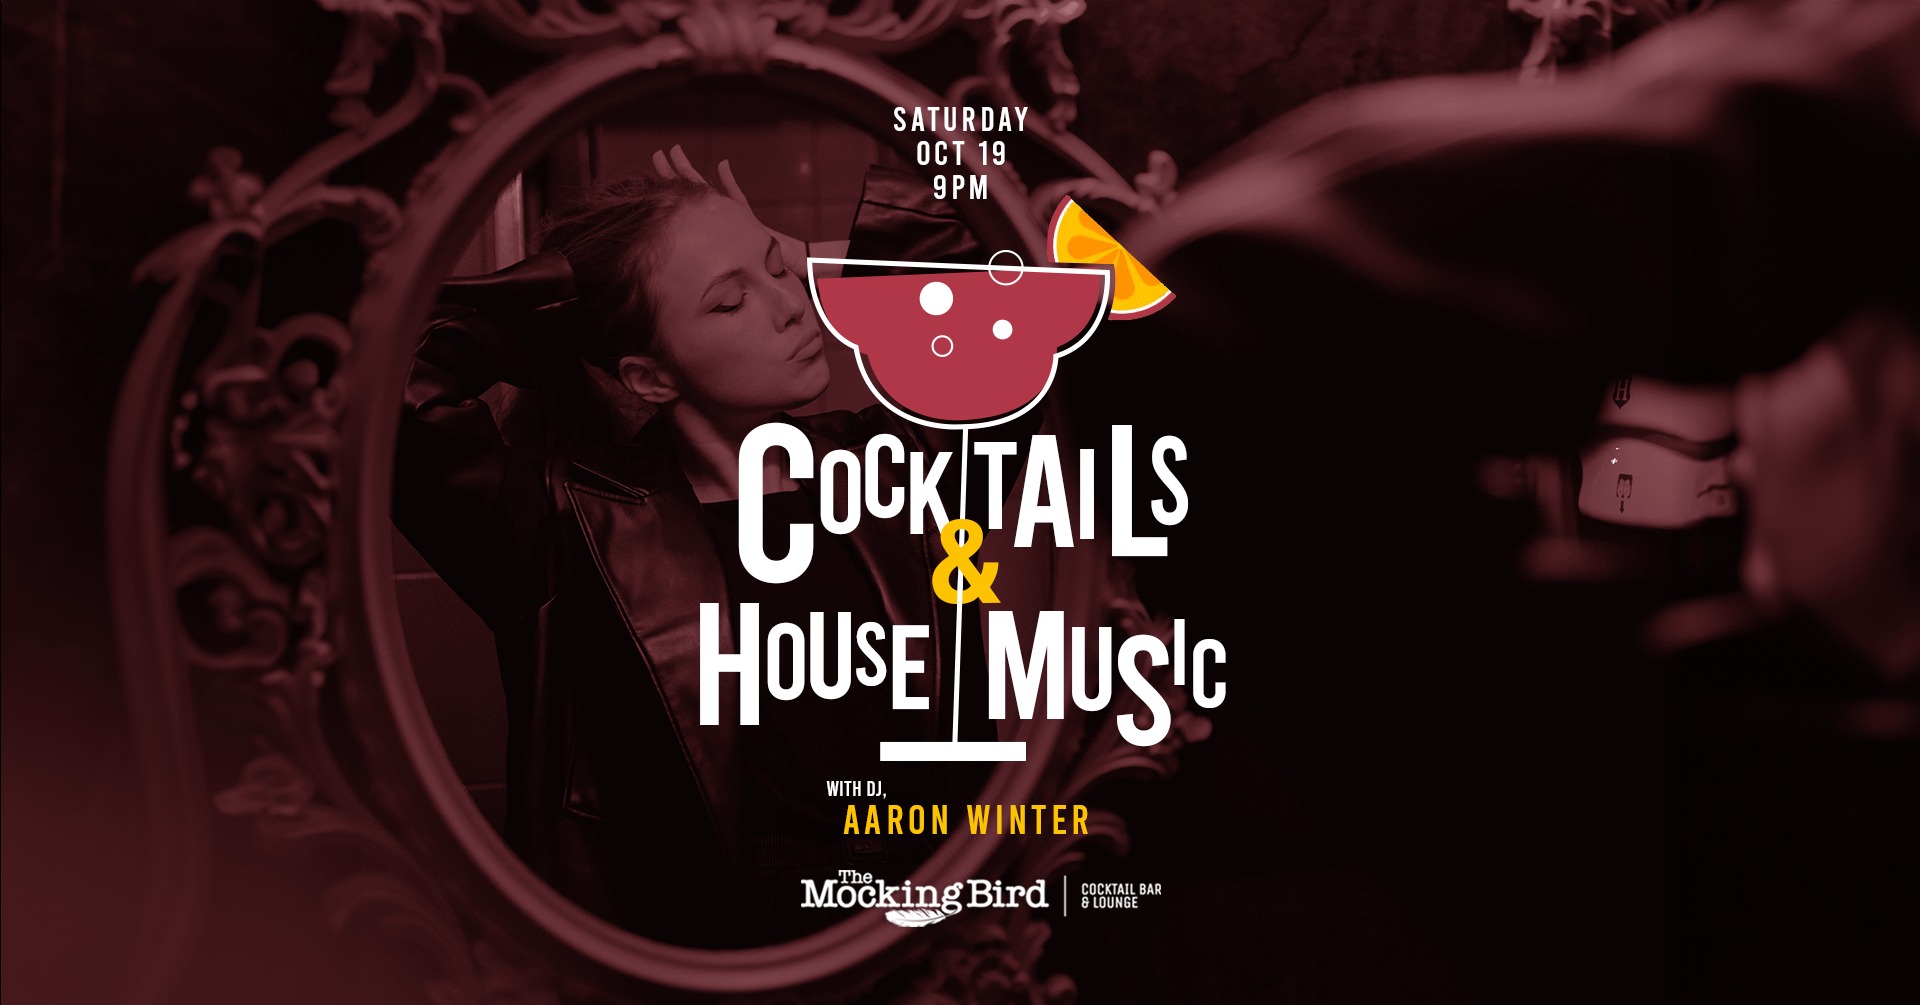 SATURDAY
OCT 19
9PM
COCKTAILS
&
HOUSE MUSIC
WITH DJ,
AARON WINTER
The
MockingBird
COCKTAIL BAR
& LOUNGE